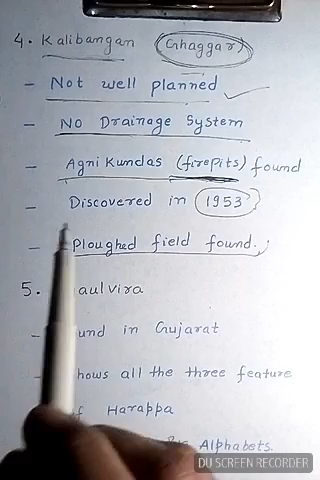 4. Kalibangan (Ghaggar)
- Not well planned
- No Drainage System
- Agni Kundas (firepits) found
- Discovered in 1953
- Ploughed field found.
5. aulvira
und in Gujarat
hows all the three feature
Harappa
Alphabets.
DU SCREEN RECORDER